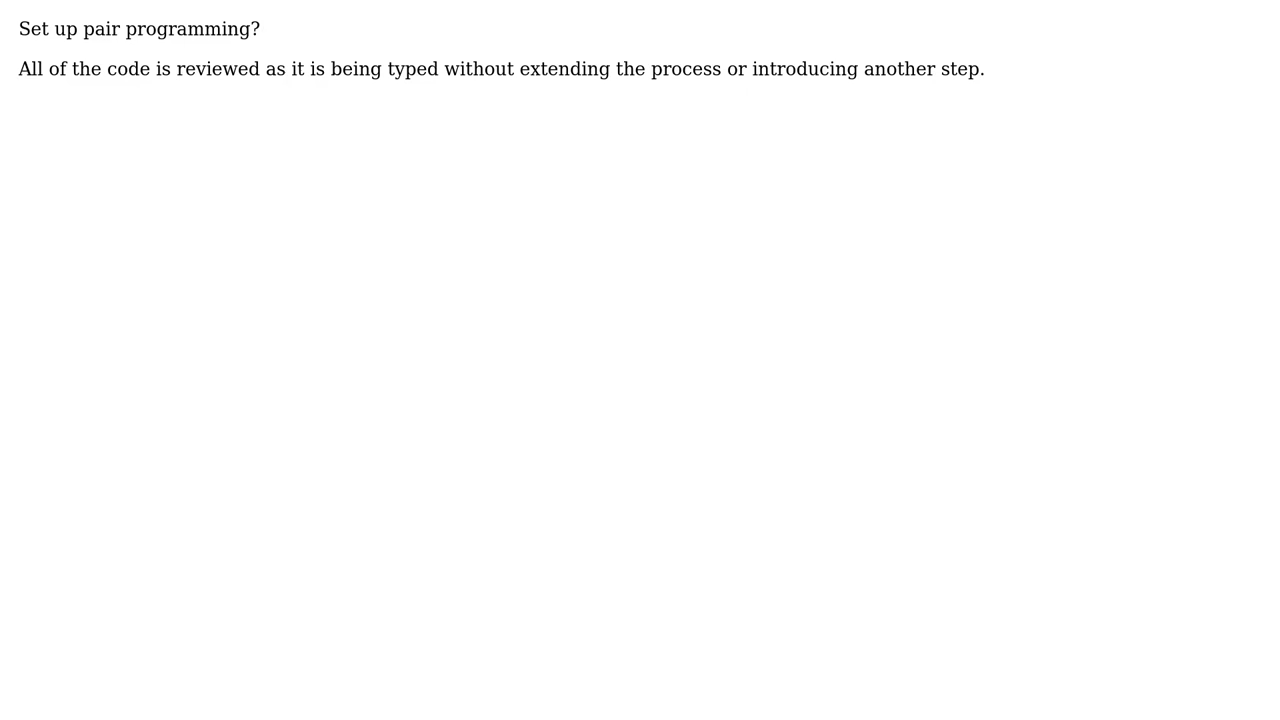 Set up pair programming?
All of the code is reviewed as it is being typed without extending the process or introducing another step.